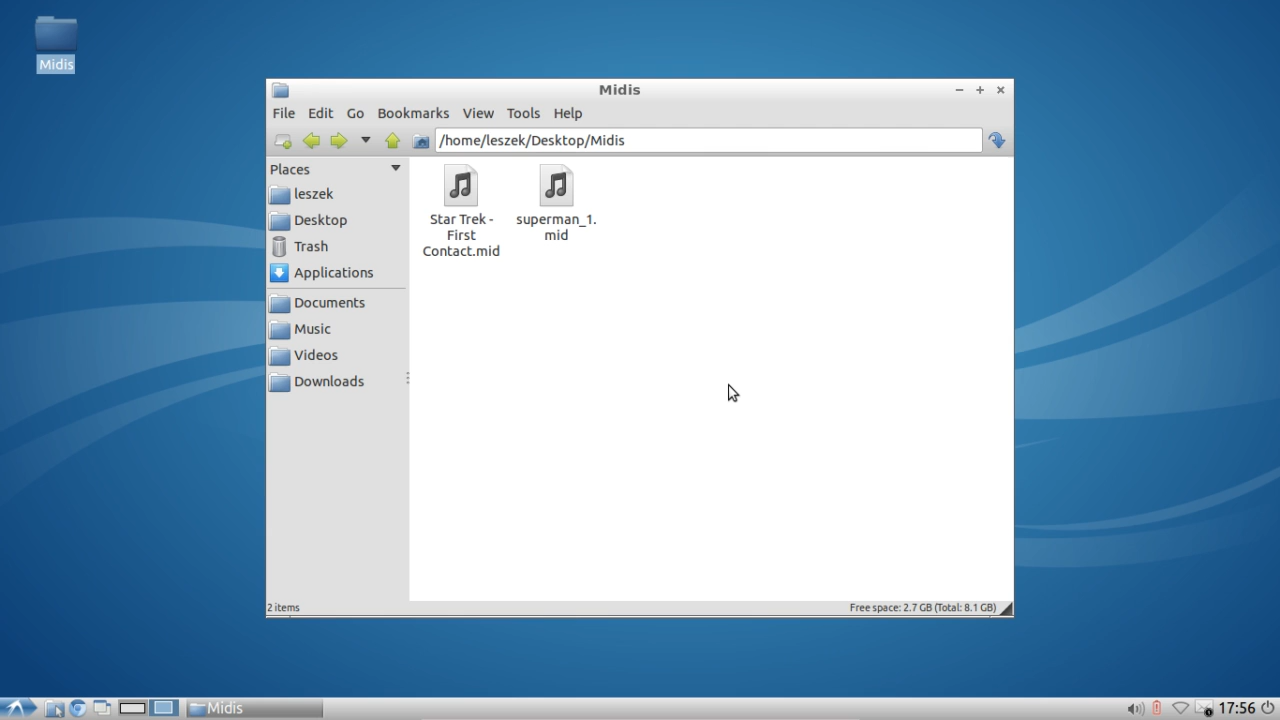 Midis
Midis
File Edit Go Bookmarks View Tools Help
/home/leszek/Desktop/Midis
Places
leszek
Desktop
Trash
Applications
Documents
Music
Videos
Downloads
Star Trek -
First
Contact.mid
superman_1.
mid
2 items
Free space: 2.7 GB (Total: 8.1 GB)
Midis
17:56